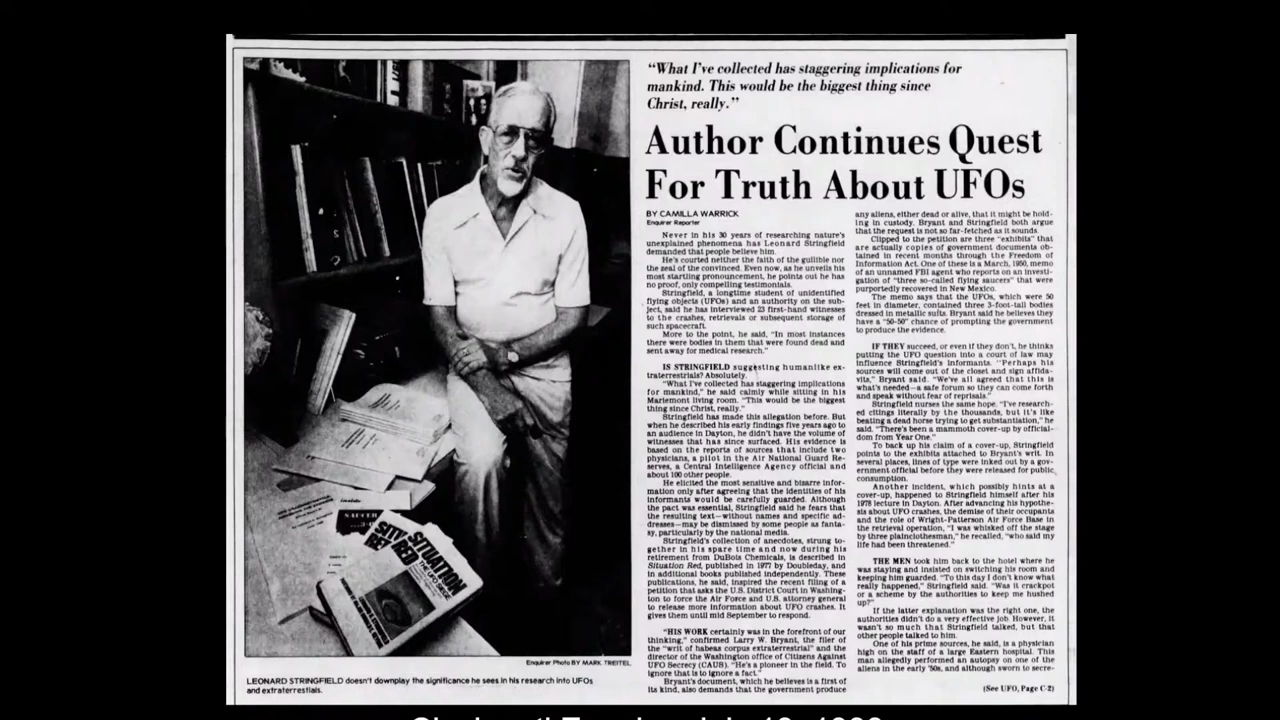 "What I've collected has staggering implications for
mankind. This would be the biggest thing since
Christ, really."
Author Continues Quest
For Truth About UFOs
BY CAMILLA WARRICK
Enquirer Reporter
Never in his 30 years of researching nature's
unexplained phenomena has Leonard Stringfield
demanded that people believe him.
He's courted neither the faith of the gullible nor
the seal of the convinced. Even now, as he unveils his
most startling pronouncement, he points out he has
no proof, only compelling testimonials.
Stringfield, a longtime student of unidentified
flying objects (UFOs) and an authority on the sub-
ject, said he has interviewed 23 first-hand witnesses
to the crashes, retrievals or subsequent storage of
such spacecraft.
More to the point, he said, "In most instances
there were bodies in them that were found dead and
sent away for medical research."
IS STRINGFIELD suggesting humanlike ex-
traterrestrials? Absolutely.
"What I've collected has staggering implications
for mankind," he said calmly while sitting in his
Mariemont living room. "This would be the biggest
thing since Christ, really."
Stringfield has made this allegation before. But
when he described his early findings five years ago to
an audience in Dayton, he didn't have the volume of
witnesses that has since surfaced. His evidence is
based on the reports of sources that include two
physicians, a pilot in the Air National Guard Re-
serves, a Central Intelligence Agency official and
about 100 other people.
He elicited the most sensitive and bizarre infor-
mation only after agreeing that the identities of his
informants would be carefully guarded. Although
the pact was essential, Stringfield said he fears that
the resulting text—without names and specific ad-
dresses—may be dismissed by some people as fanta-
sy, particularly by the national media.
Stringfield's collection of anecdotes, strung to-
gether in his spare time and now during his
retirement from DuBois Chemicals, is described in
Situation Red, published in 1977 by Doubleday, and
in additional books published independently. These
publications, he said, inspired the recent filing of a
petition that asks the U.S. District Court in Washing-
ton to force the Air Force and U.S. attorney general
to release more information about UFO crashes. It
gives them until mid September to respond.
"HIS WORK certainly was in the forefront of our
thinking," confirmed Larry W. Bryant, the filer of
the "writ of habeas corpus extraterrestrial" and the
director of the Washington office of Citizens Against
UFO Secrecy (CAUS). "He's a pioneer in the field. To
ignore that is to ignore a fact."
Bryant's document, which he believes is a first of
its kind, also demands that the government produce
any aliens, either dead or alive, that it might be hold-
ing in custody. Bryant and Stringfield both argue
that the request is not so far-fetched as it sounds.
Clipped to the petition are three "exhibits" that
are actually copies of government documents ob-
tained in recent months through the Freedom of
Information Act. One of these is a March, 1950, memo
of an unnamed FBI agent who reports on an investi-
gation of "three so-called flying saucers" that were
purportedly recovered in New Mexico.
The memo says that the UFOs, which were 50
feet in diameter, contained three 3-foot-tall bodies
dressed in metallic suits. Bryant said he believes they
have a "50-50" chance of prompting the government
to produce the evidence.
IF THEY succeed, or even if they don't, he thinks
putting the UFO question into a court of law may
influence Stringfield's informants. "Perhaps his
sources will come out of the closet and sign affida-
vits," Bryant said. "We've all agreed that this is
what's needed—a safe forum so they can come forth
and speak without fear of reprisals."
Stringfield nurses the same hope. "I've research-
ed citings literally by the thousands, but it's like
beating a dead horse trying to get substantiation," he
said. "There's been a mammoth cover-up by official-
dom from Year One."
To back up his claim of a cover-up, Stringfield
points to the exhibits attached to Bryant's writ. In
several places, lines of type were inked out by a gov-
ernment official before they were released for public
consumption.
Another incident, which possibly hints at a
cover-up, happened to Stringfield himself after his
1978 lecture in Dayton. After advancing his hypothe-
sis about UFO crashes, the demise of their occupants
and the role of Wright-Patterson Air Force Base in
the retrieval operation, "I was whisked off the stage
by three plainclothesmen," he recalled, "who said my
life had been threatened."
THE MEN took him back to the hotel where he
was staying and insisted on switching his room and
keeping him guarded. "To this day I don't know what
really happened," Stringfield said. "Was it crackpot
or a scheme by the authorities to keep me hushed
up?"
If the latter explanation was the right one, the
authorities didn't do a very effective job. However, it
wasn't so much that Stringfield talked, but that
other people talked to him.
One of his prime sources, he said, is a physician
high on the staff of a large Eastern hospital. This
man allegedly performed an autopsy on one of the
aliens in the early '50s, and although sworn to secre-
(See UFO, Page C-2)
SITUATION
RED
SITUATION
RED
Enquirer Photo BY MARK TREITEL
LEONARD STRINGFIELD doesn't downplay the significance he sees in his research into UFOs
and extraterrestials.